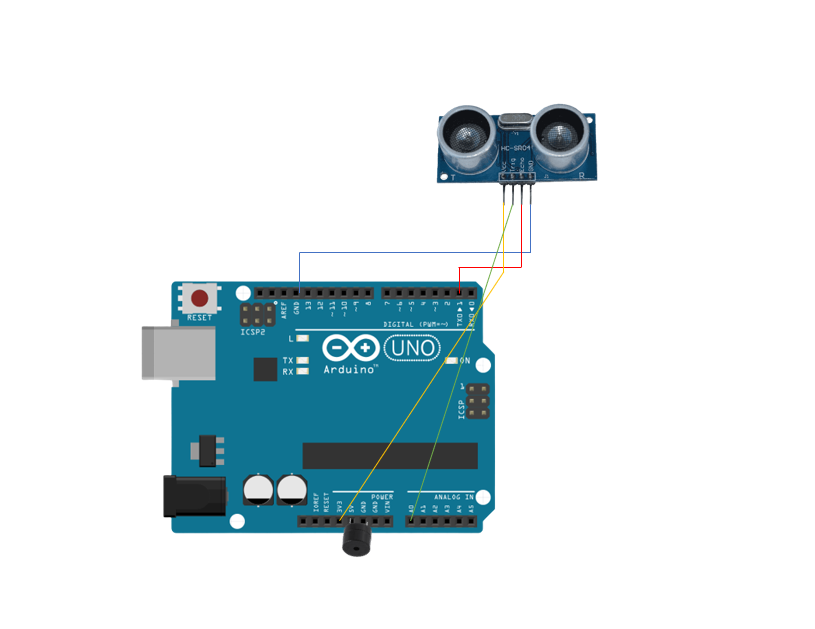 HC-SR04
Vcc Trig Echo GND
T R
RESET
AREF GND 13 12 ~11 ~10 ~9 8 7 ~6 ~5 4 ~3 2 TX0▶1 RX0◀0
ICSP2
DIGITAL (PWM=~)
L
TX
RX
UNO
ON
Arduino™
1
ICSP
POWER ANALOG IN
IOREF RESET 3V3 5V GND GND VIN A0 A1 A2 A3 A4 A5